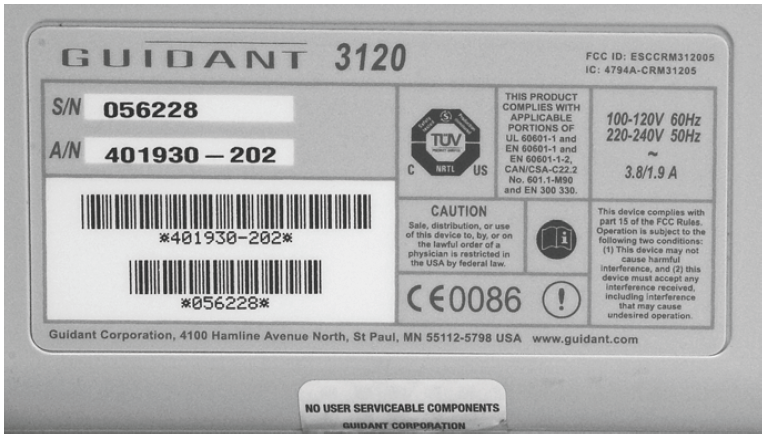 GUIDANT 3120
FCC ID: ESCCRM312005
IC: 4794A-CRM31205
S/N 056228
A/N 401930-202
*401930-202*
*056228*
TÜV
C NRTL US
THIS PRODUCT
COMPLIES WITH
APPLICABLE
PORTIONS OF
UL 60601-1 and
EN 60601-1 and
EN 60601-1-2,
CAN/CSA-C22.2
No. 601.1-M90
and EN 300 330.
100-120V 60Hz
220-240V 50Hz
~
3.8/1.9 A
CAUTION
Sale, distribution, or use
of this device to, by, or on
the lawful order of a
physician is restricted in
the USA by federal law.
i
This device complies with
part 15 of the FCC Rules.
Operation is subject to the
following two conditions:
(1) This device may not
cause harmful
interference, and (2) this
device must accept any
interference received,
including interference
that may cause
undesired operation.
CE0086 !
Guidant Corporation, 4100 Hamline Avenue North, St Paul, MN 55112-5798 USA www.guidant.com
NO USER SERVICEABLE COMPONENTS
GUIDANT CORPORATION